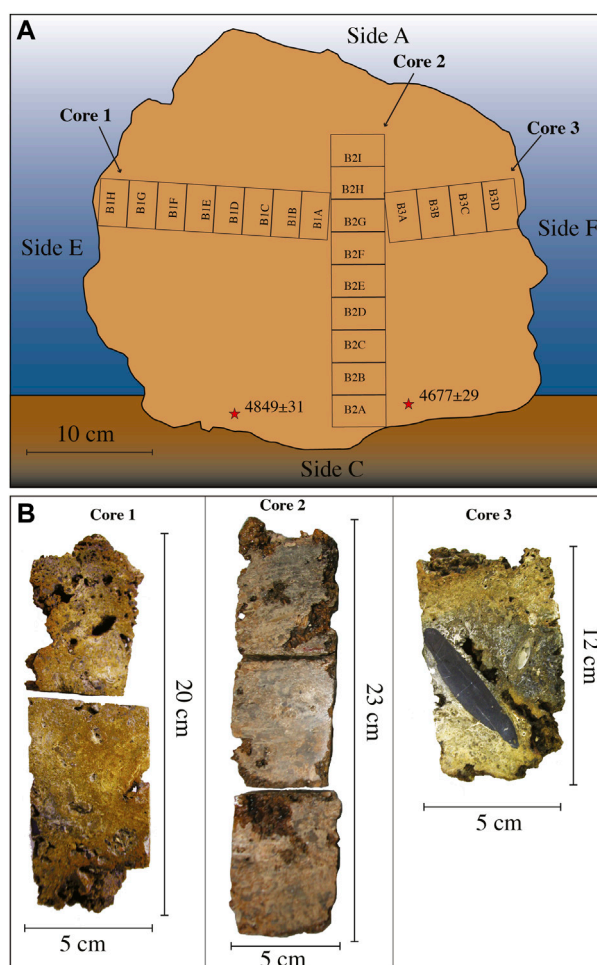 A
Side A
Core 2
Core 1
Core 3
B2I
B2H
B2G
B2F
B2E
B2D
B2C
B2B
B2A
B1H
B1G
B1F
B1E
B1D
B1C
B1B
B1A
B3A
B3B
B3C
B3D
Side E
Side F
4849±31
4677±29
10 cm
Side C
B
Core 1
Core 2
Core 3
20 cm
23 cm
12 cm
5 cm
5 cm
5 cm